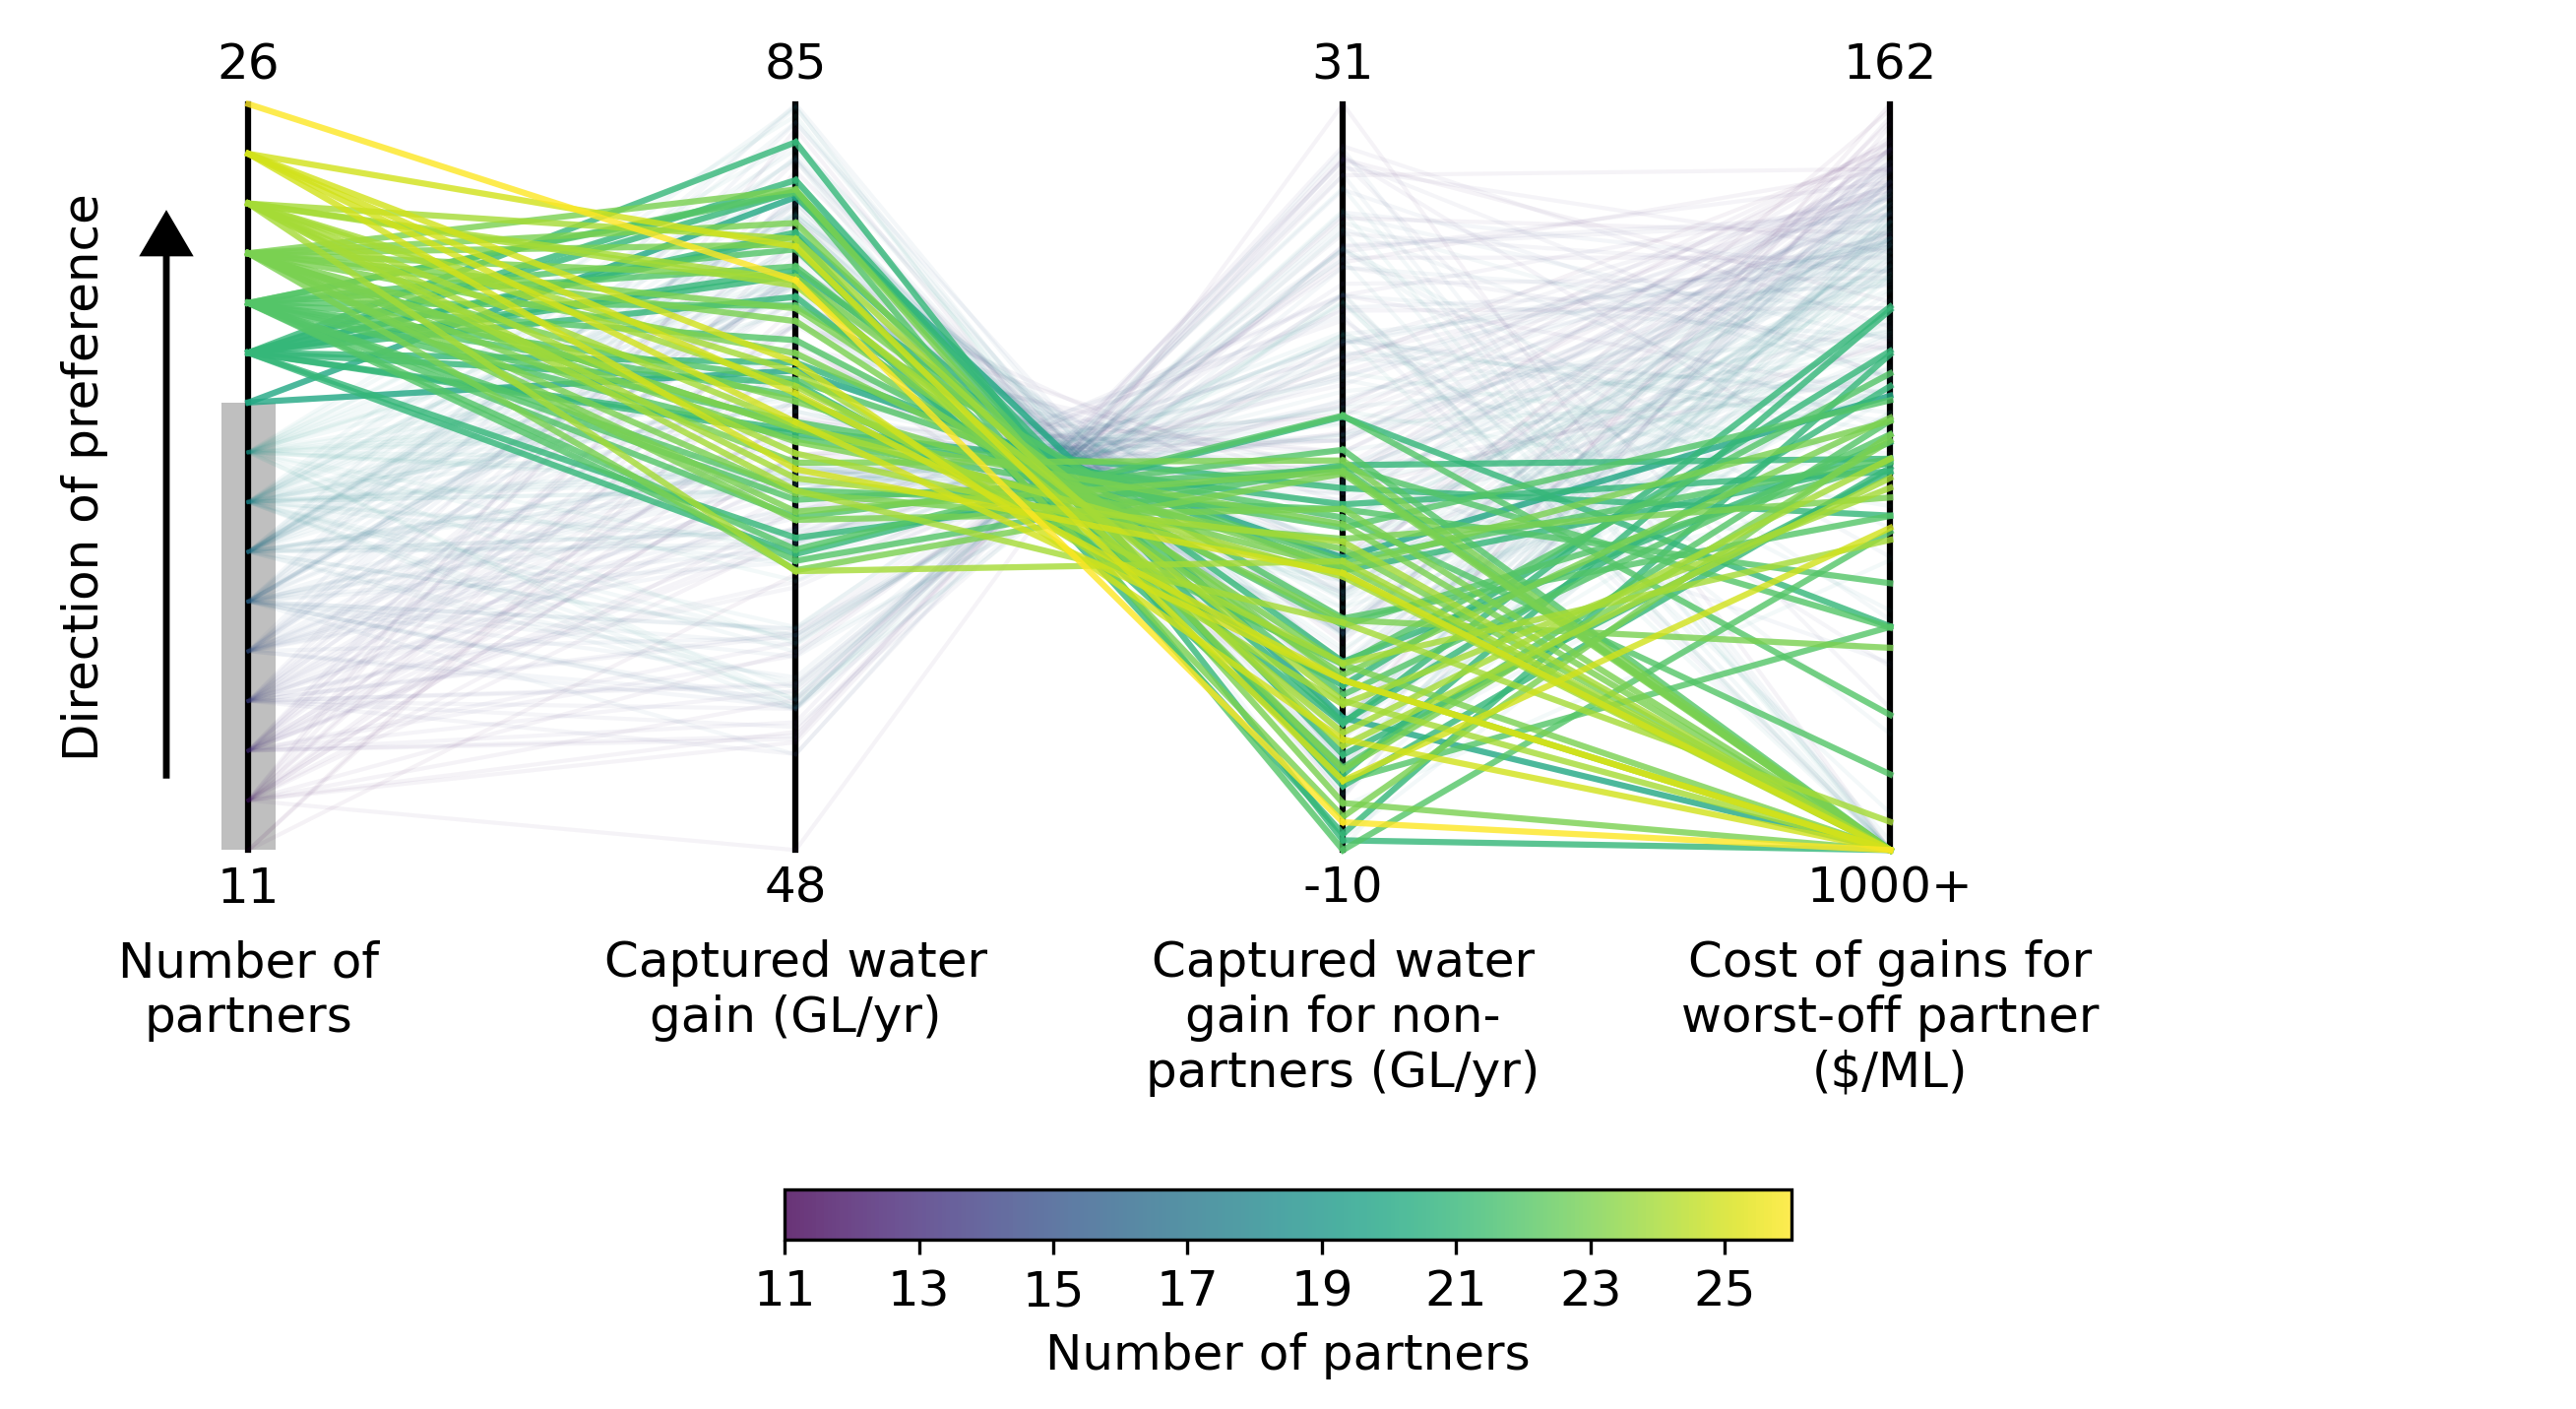 26
85
31
162
Direction of preference
11
48
-10
1000+
Number of
partners
Captured water
gain (GL/yr)
Captured water
gain for non-
partners (GL/yr)
Cost of gains for
worst-off partner
($/ML)
11
13
15
17
19
21
23
25
Number of partners